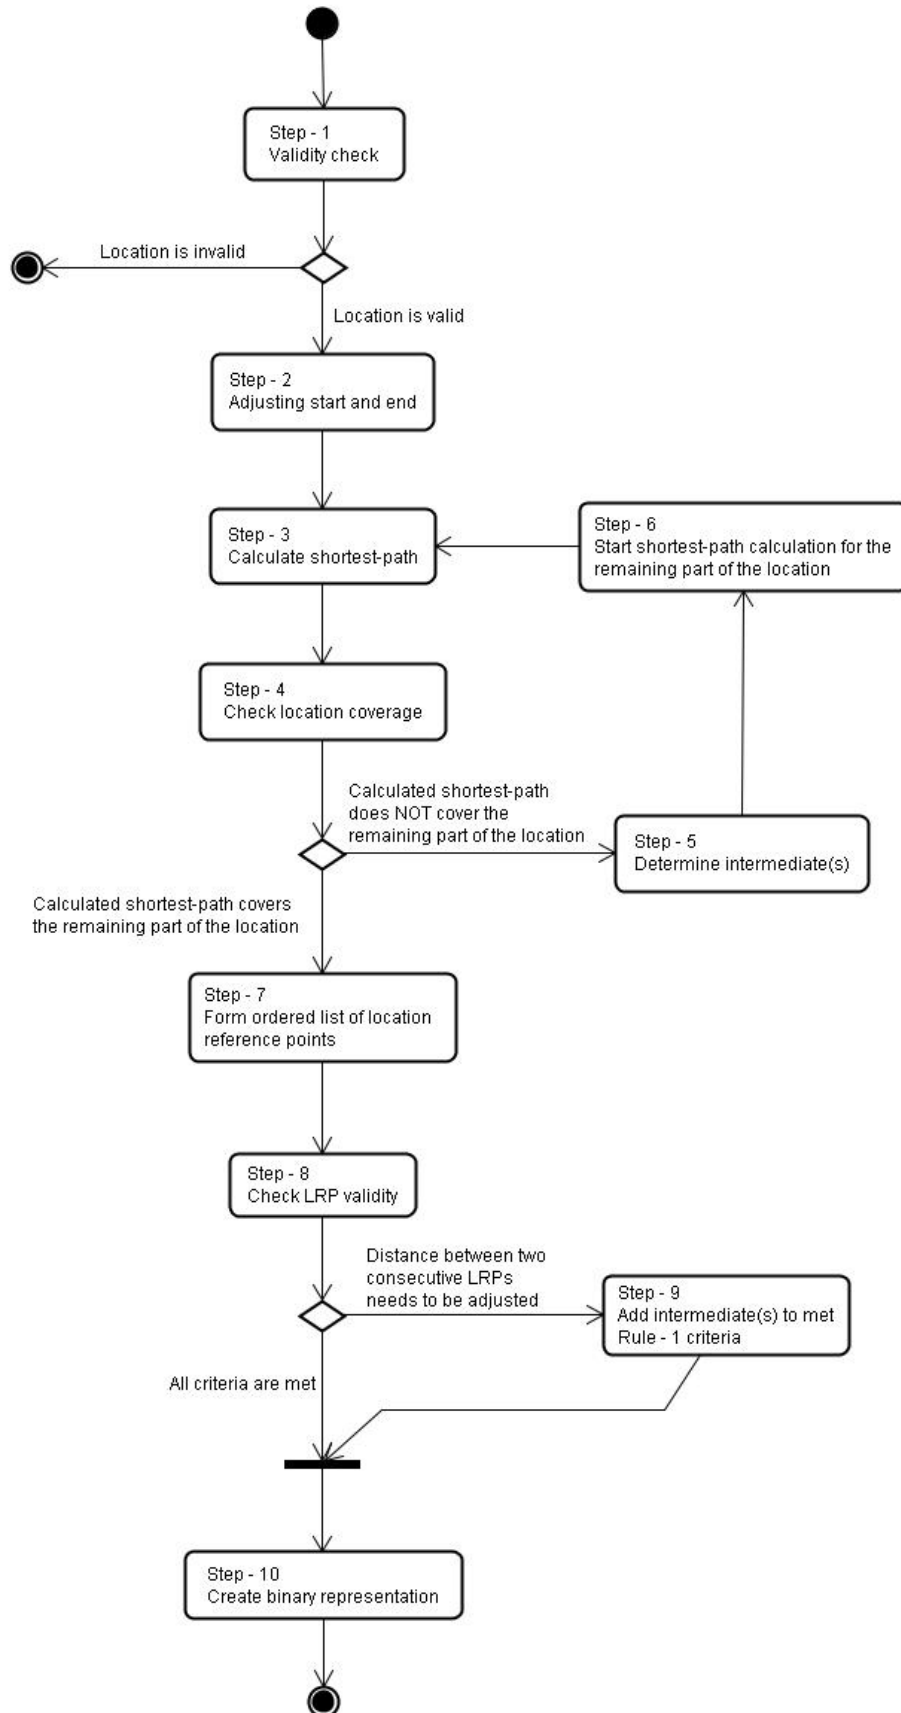 Step - 1
Validity check
Location is invalid
Location is valid
Step - 2
Adjusting start and end
Step - 3
Calculate shortest-path
Step - 6
Start shortest-path calculation for the
remaining part of the location
Step - 4
Check location coverage
Calculated shortest-path
does NOT cover the
remaining part of the location
Step - 5
Determine intermediate(s)
Calculated shortest-path covers
the remaining part of the location
Step - 7
Form ordered list of location
reference points
Step - 8
Check LRP validity
Distance between two
consecutive LRPs
needs to be adjusted
Step - 9
Add intermediate(s) to met
Rule - 1 criteria
All criteria are met
Step - 10
Create binary representation